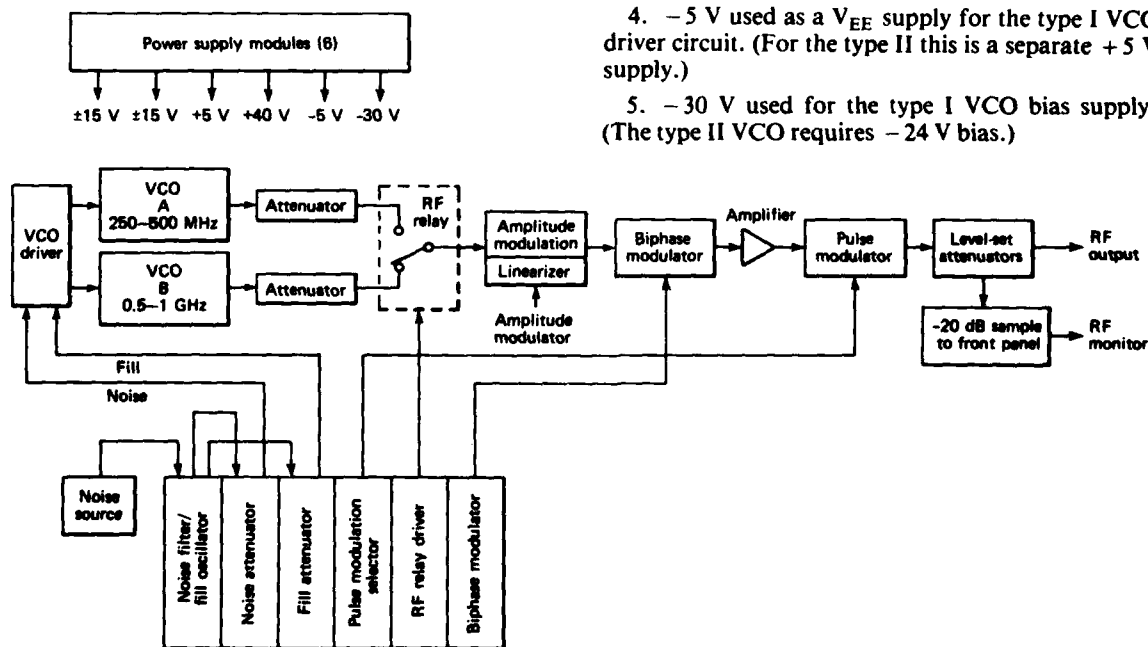 4. −5 V used as a VEE supply for the type I VCO
driver circuit. (For the type II this is a separate +5 V
supply.)
5. −30 V used for the type I VCO bias supply
(The type II VCO requires −24 V bias.)
Power supply modules (6)
±15 V ±15 V +5 V +40 V -5 V -30 V
VCO
driver
VCO
A
250–500 MHz
Attenuator
VCO
B
0.5–1 GHz
Attenuator
RF
relay
Amplitude
modulation
Linearizer
Amplitude
modulator
Biphase
modulator
Amplifier
Pulse
modulator
Level-set
attenuators
RF
output
-20 dB sample
to front panel
RF
monitor
Fill
Noise
Noise
source
Noise filter/
fill oscillator
Noise attenuator
Fill attenuator
Pulse modulation
selector
RF relay driver
Biphase modulator